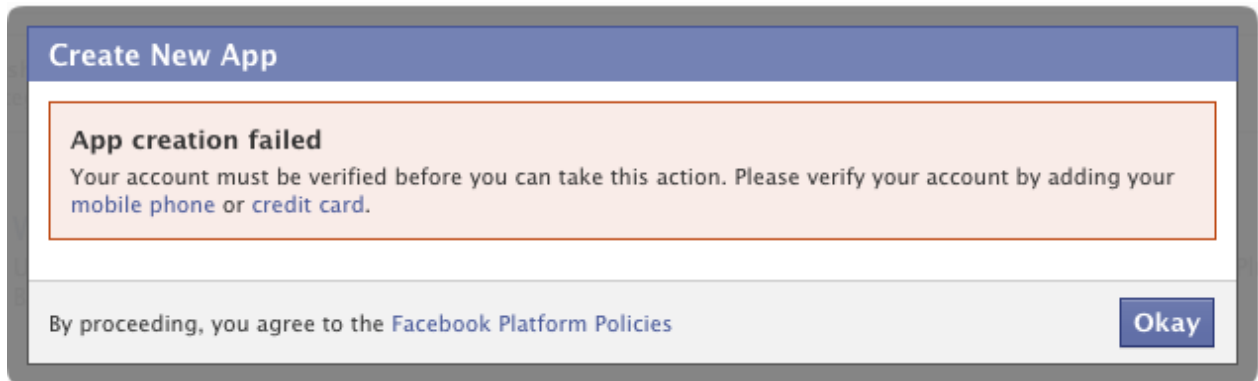 Create New App
App creation failed
Your account must be verified before you can take this action. Please verify your account by adding your
mobile phone or credit card.
By proceeding, you agree to the Facebook Platform Policies
Okay